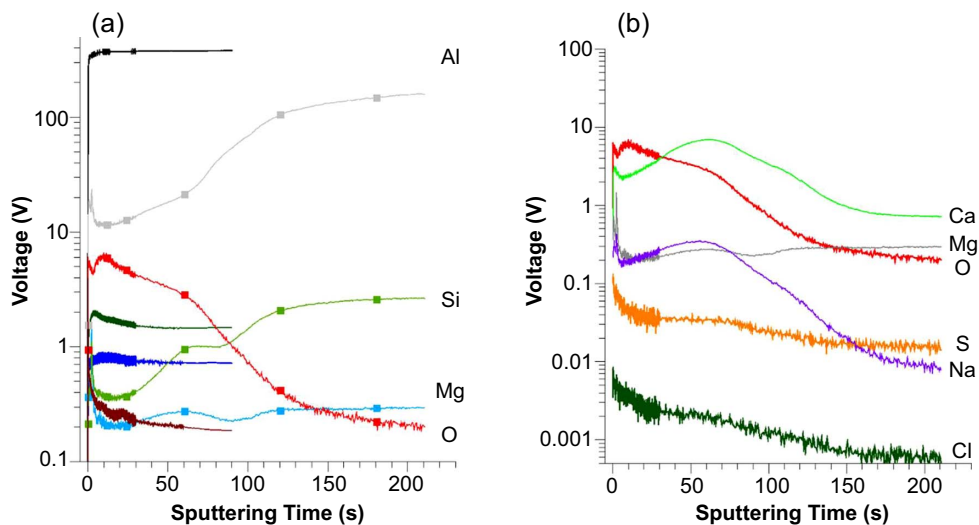 (a)
Al
100
Voltage (V)
10
Si
1
Mg
O
0.1
0 50 100 150 200
Sputtering Time (s)
(b)
100
10
Voltage (V)
1
Ca
Mg
O
0.1
S
0.01
Na
0.001
Cl
0 50 100 150 200
Sputtering Time (s)